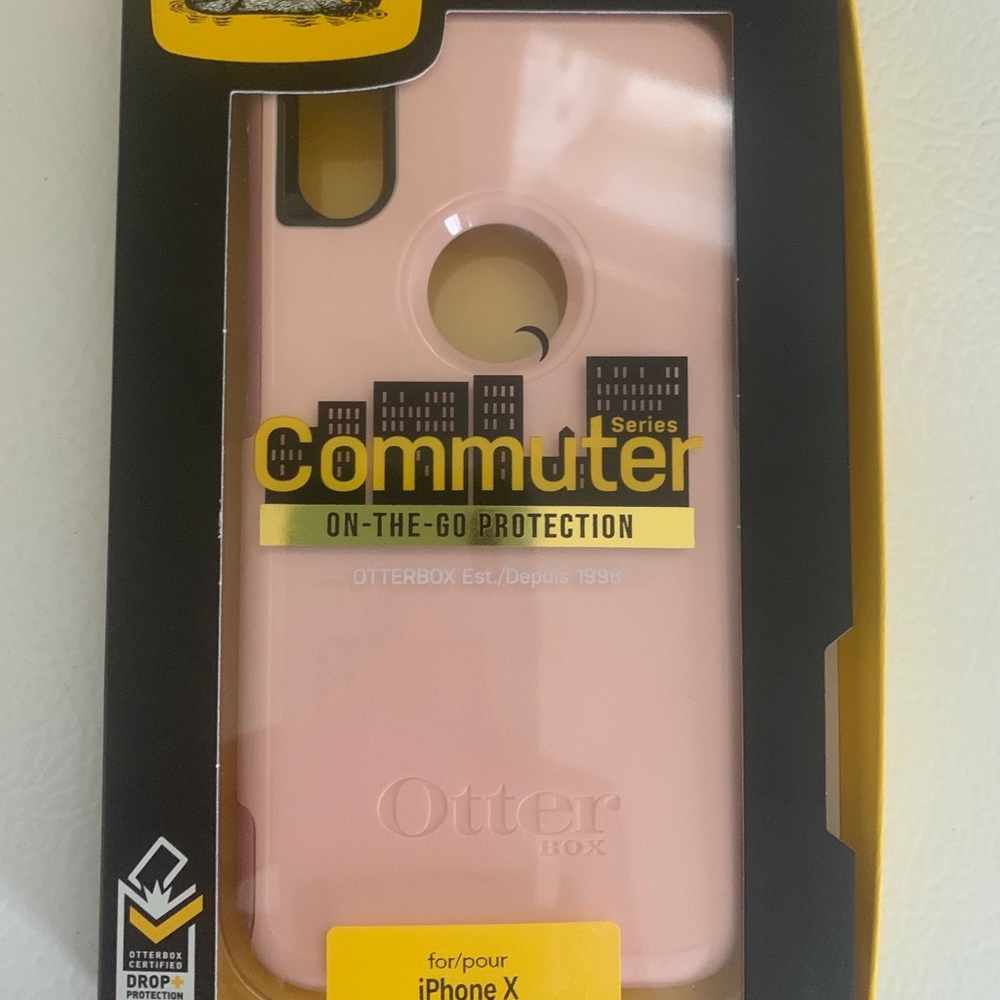 Series
Commuter
ON-THE-GO PROTECTION
OTTERBOX Est./Depuis 1998
Otter
BOX
OTTERBOX
CERTIFIED
DROP+
PROTECTION
for/pour
iPhone X